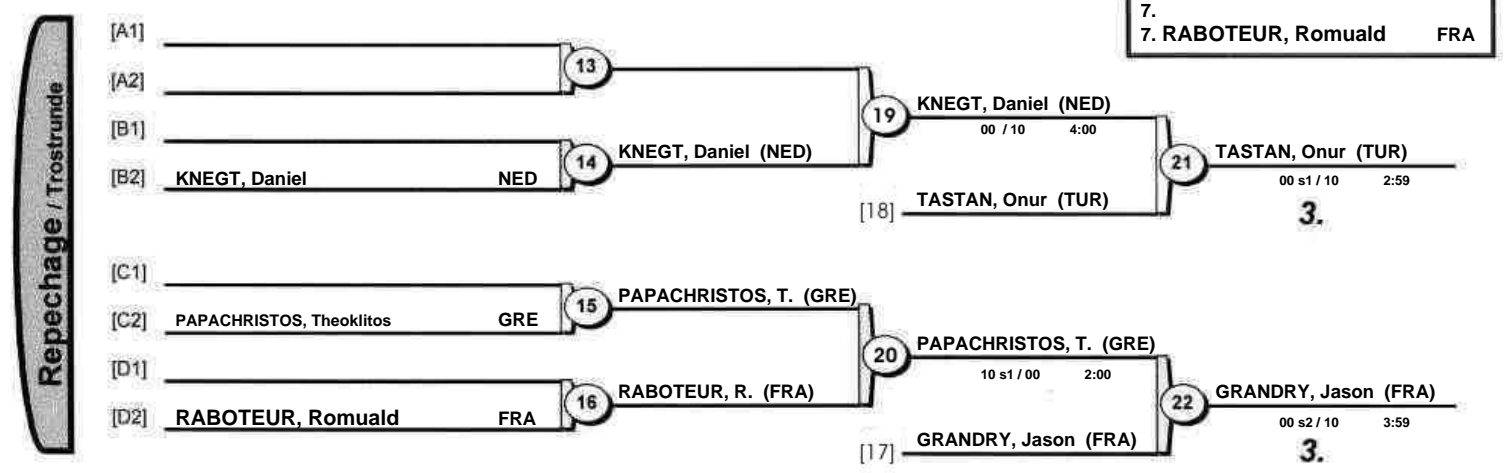 7.
7. RABOTEUR, Romuald FRA
Repechage / Trostrunde
[A1]
13
[A2]
KNEGT, Daniel (NED)
19
00 / 10 4:00
[B1]
14
KNEGT, Daniel (NED)
21
TASTAN, Onur (TUR)
[B2] KNEGT, Daniel NED
00 s1 / 10 2:59
[18] TASTAN, Onur (TUR)
3.
[C1]
15
PAPACHRISTOS, T. (GRE)
[C2] PAPACHRISTOS, Theoklitos GRE
PAPACHRISTOS, T. (GRE)
20
10 s1 / 00 2:00
[D1]
16
RABOTEUR, R. (FRA)
22
GRANDRY, Jason (FRA)
[D2] RABOTEUR, Romuald FRA
00 s2 / 10 3:59
[17] GRANDRY, Jason (FRA)
3.